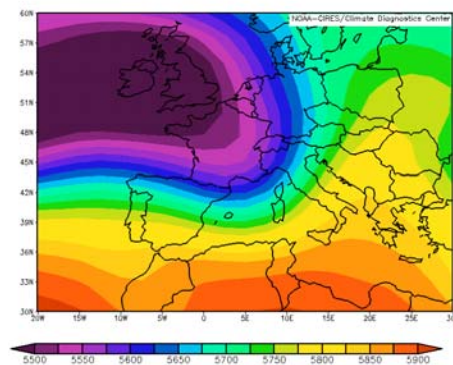 NOAA-CIRES/Climate Diagnostics Center
60N
57N
54N
51N
48N
45N
42N
39N
36N
33N
30N
20W 15W 10W 5W 0 5E 10E 15E 20E 25E 30E
5500 5550 5600 5650 5700 5750 5800 5850 5900